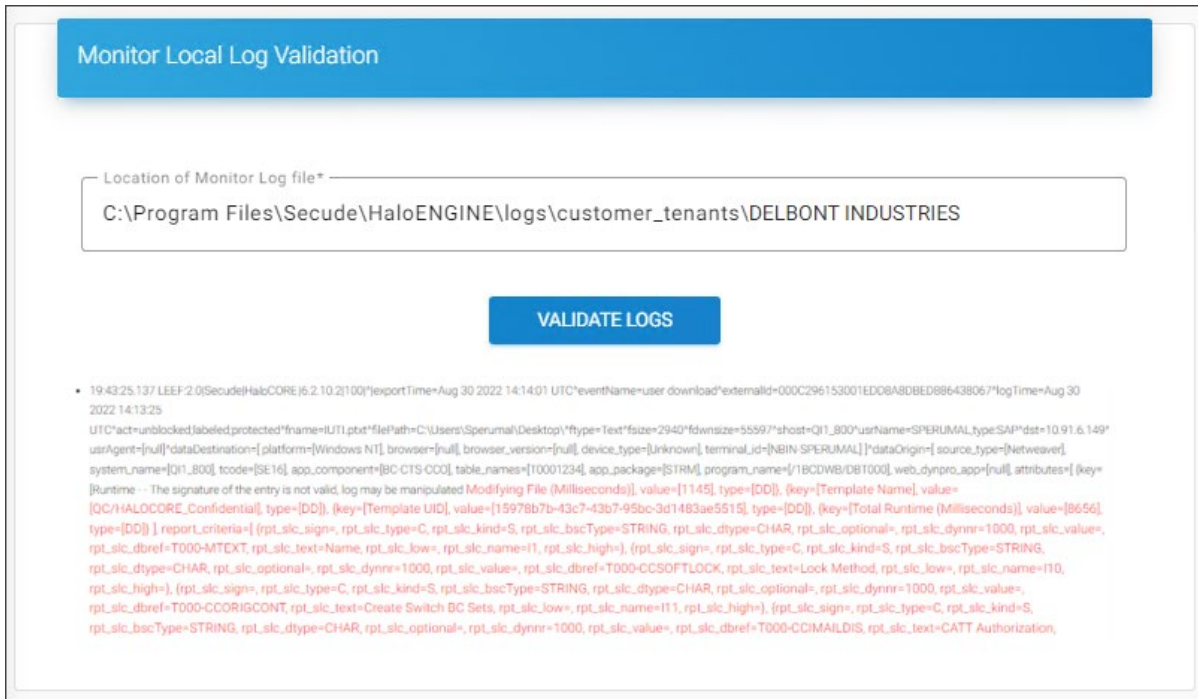 Monitor Local Log Validation
Location of Monitor Log file*
C:\Program Files\Secude\HaloENGINE\logs\customer_tenants\DELBONT INDUSTRIES
VALIDATE LOGS
• 19:43:25.137 LEEF:2.0|Secude|HaloCORE|6.2.10.2|100|^|exportTime=Aug 30 2022 14:14:01 UTC^eventName=user download^externalId=000C296153001EDD8A8DBED886438067^logTime=Aug 30
2022 14:13:25
UTC^act=unblocked,labeled,protected^fname=IUTI.ptxt^filePath=C:\Users\Sperumal\Desktop\^ftype=Text^fsize=2940^fdwnsize=55597^shost=QI1_800^usrName=SPERUMAL,type:SAP^dst=10.91.6.149^
usrAgent=[null]^dataDestination=[ platform=[Windows NT], browser=[null], browser_version=[null], device_type=[Unknown], terminal_id=[NBIN-SPERUMAL] ]^dataOrigin=[ source_type=[Netweaver],
system_name=[QI1_800], tcode=[SE16], app_component=[BC-CTS-CCO], table_names=[T0001234], app_package=[STRM], program_name=[/1BCDWB/DBT000], web_dynpro_app=[null], attributes=[ {key=
[Runtime - - The signature of the entry is not valid, log may be manipulated Modifying File (Milliseconds)], value=[1145], type=[DD]}, {key=[Template Name], value=
[QC/HALOCORE_Confidential], type=[DD]}, {key=[Template UID], value=[15978b7b-43c7-43b7-95bc-3d1483ae5515], type=[DD]}, {key=[Total Runtime (Milliseconds)], value=[8656],
type=[DD]} ], report_criteria=[ {rpt_slc_sign=, rpt_slc_type=C, rpt_slc_kind=S, rpt_slc_bscType=STRING, rpt_slc_dtype=CHAR, rpt_slc_optional=, rpt_slc_dynnr=1000, rpt_slc_value=,
rpt_slc_dbref=T000-MTEXT, rpt_slc_text=Name, rpt_slc_low=, rpt_slc_name=I1, rpt_slc_high=}, {rpt_slc_sign=, rpt_slc_type=C, rpt_slc_kind=S, rpt_slc_bscType=STRING,
rpt_slc_dtype=CHAR, rpt_slc_optional=, rpt_slc_dynnr=1000, rpt_slc_value=, rpt_slc_dbref=T000-CCSOFTLOCK, rpt_slc_text=Lock Method, rpt_slc_low=, rpt_slc_name=I10,
rpt_slc_high=}, {rpt_slc_sign=, rpt_slc_type=C, rpt_slc_kind=S, rpt_slc_bscType=STRING, rpt_slc_dtype=CHAR, rpt_slc_optional=, rpt_slc_dynnr=1000, rpt_slc_value=,
rpt_slc_dbref=T000-CCORIGCONT, rpt_slc_text=Create Switch BC Sets, rpt_slc_low=, rpt_slc_name=I11, rpt_slc_high=}, {rpt_slc_sign=, rpt_slc_type=C, rpt_slc_kind=S,
rpt_slc_bscType=STRING, rpt_slc_dtype=CHAR, rpt_slc_optional=, rpt_slc_dynnr=1000, rpt_slc_value=, rpt_slc_dbref=T000-CCIMAILDIS, rpt_slc_text=CATT Authorization,